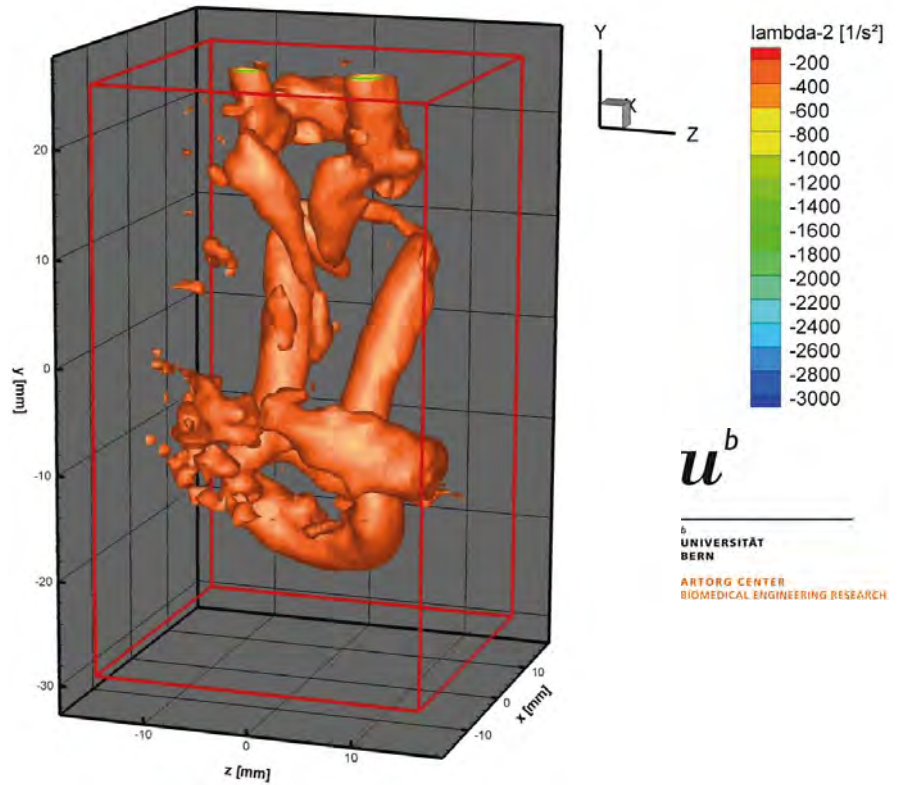 lambda-2 [1/s²]
-200
-400
-600
-800
-1000
-1200
-1400
-1600
-1800
-2000
-2200
-2400
-2600
-2800
-3000
Y
X
Z
20
10
0
-10
-20
-30
y [mm]
-10
0
10
z [mm]
10
0
-10
x [mm]
u^b
b
UNIVERSITÄT
BERN
ARTORG CENTER
BIOMEDICAL ENGINEERING RESEARCH